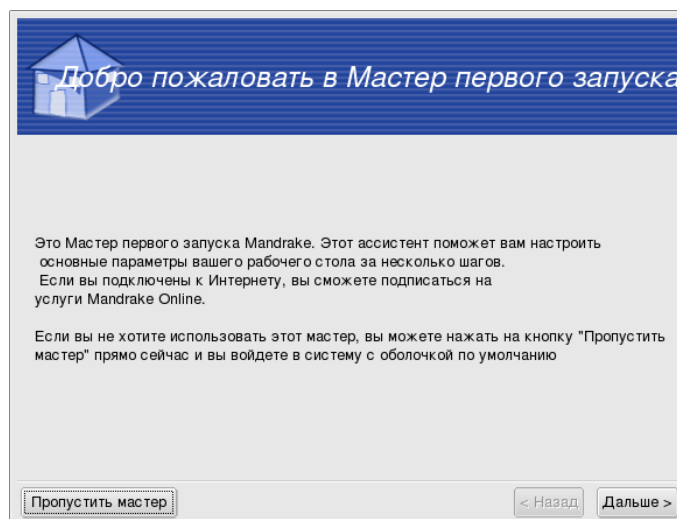 Добро пожаловать в Мастер первого запуска
Это Мастер первого запуска Mandrake. Этот ассистент поможет вам настроить
основные параметры вашего рабочего стола за несколько шагов.
Если вы подключены к Интернету, вы сможете подписаться на
услуги Mandrake Online.
Если вы не хотите использовать этот мастер, вы можете нажать на кнопку "Пропустить
мастер" прямо сейчас и вы войдете в систему с оболочкой по умолчанию
Пропустить мастер
< Назад
Дальше >